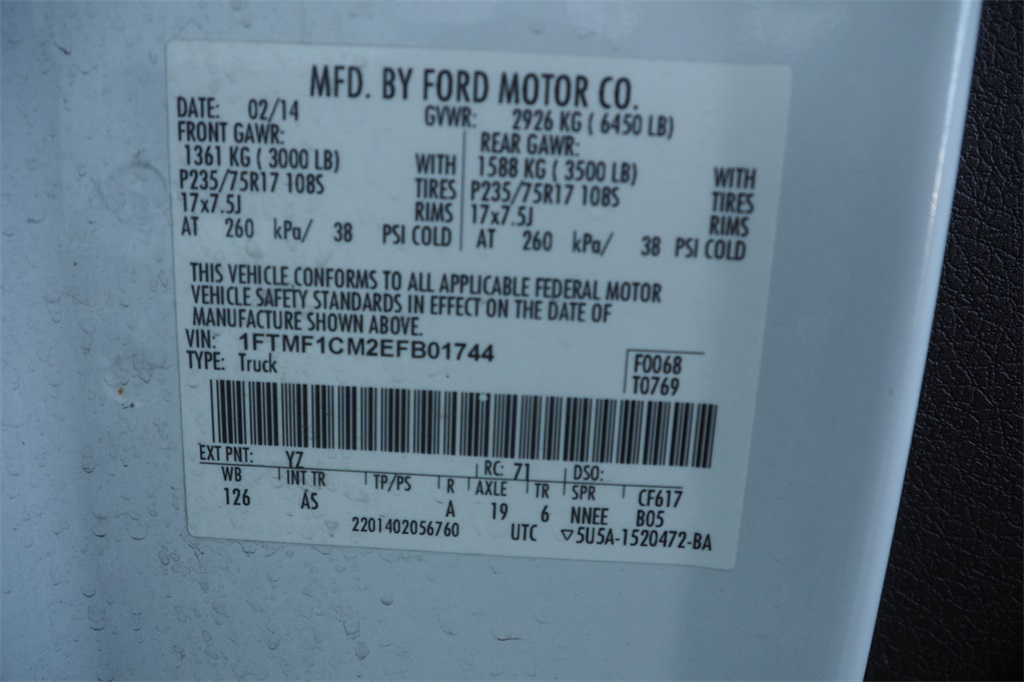 MFD. BY FORD MOTOR CO.
DATE: 02/14 GVWR: 2926 KG ( 6450 LB)
FRONT GAWR: REAR GAWR:
1361 KG ( 3000 LB) WITH 1588 KG ( 3500 LB) WITH
P235/75R17 108S TIRES P235/75R17 108S TIRES
17x7.5J RIMS 17x7.5J RIMS
AT 260 kPa/ 38 PSI COLD AT 260 kPa/ 38 PSI COLD
THIS VEHICLE CONFORMS TO ALL APPLICABLE FEDERAL MOTOR
VEHICLE SAFETY STANDARDS IN EFFECT ON THE DATE OF
MANUFACTURE SHOWN ABOVE.
VIN: 1FTMF1CM2EFB01744
TYPE: Truck F0068
T0769
EXT PNT: YZ RC: 71 DSO:
WB INT TR TP/PS R AXLE TR SPR CF617
126 AS A 19 6 NNEE B05
2201402056760 UTC ▽5U5A-1520472-BA